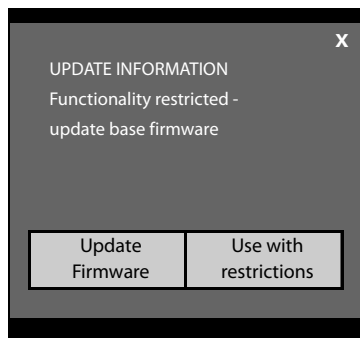 X
UPDATE INFORMATION
Functionality restricted -
update base firmware
Update
Firmware
Use with
restrictions